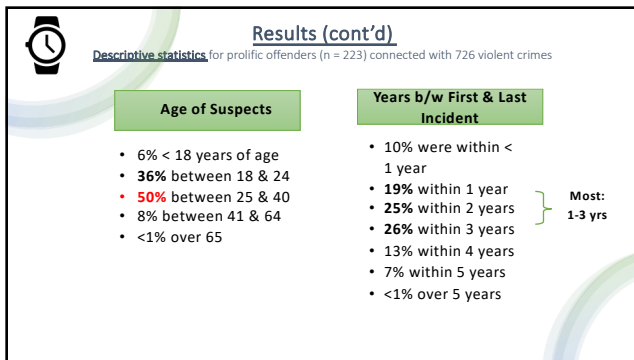 Results (cont'd)
Descriptive statistics for prolific offenders (n = 223) connected with 726 violent crimes
Age of Suspects
• 6% < 18 years of age
• 36% between 18 & 24
• 50% between 25 & 40
• 8% between 41 & 64
• <1% over 65
Years b/w First & Last
Incident
• 10% were within <
1 year
• 19% within 1 year
• 25% within 2 years
• 26% within 3 years
• 13% within 4 years
• 7% within 5 years
• <1% over 5 years
Most:
1-3 yrs